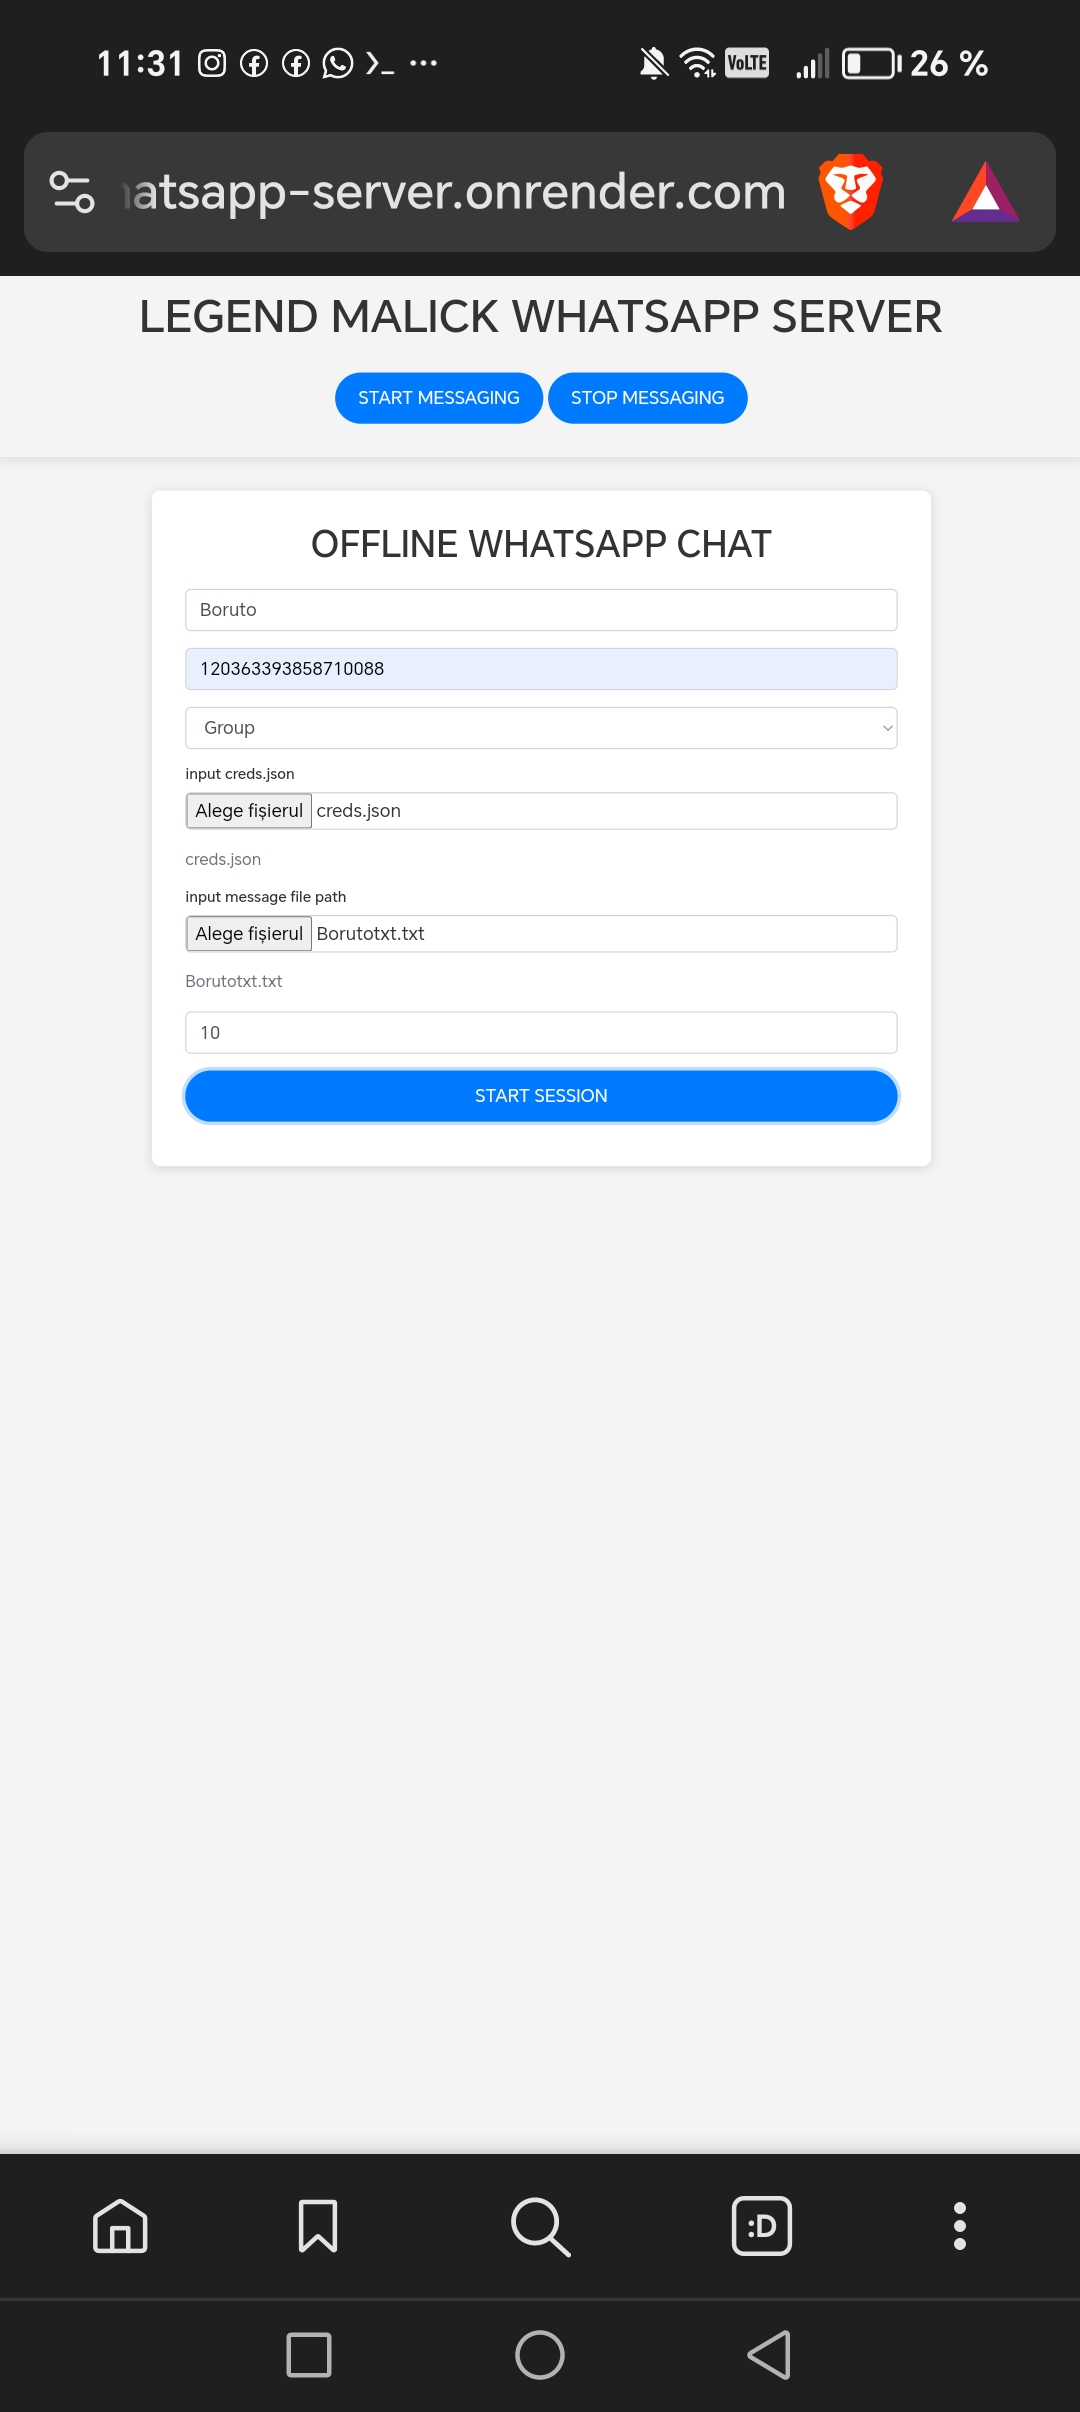 11:31 26 %
VoLTE
atsapp-server.onrender.com
LEGEND MALICK WHATSAPP SERVER
START MESSAGING STOP MESSAGING
OFFLINE WHATSAPP CHAT
Boruto
120363393858710088
Group
input creds.json
Alege fișierul creds.json
creds.json
input message file path
Alege fișierul Borutotxt.txt
Borutotxt.txt
10
START SESSION
:D